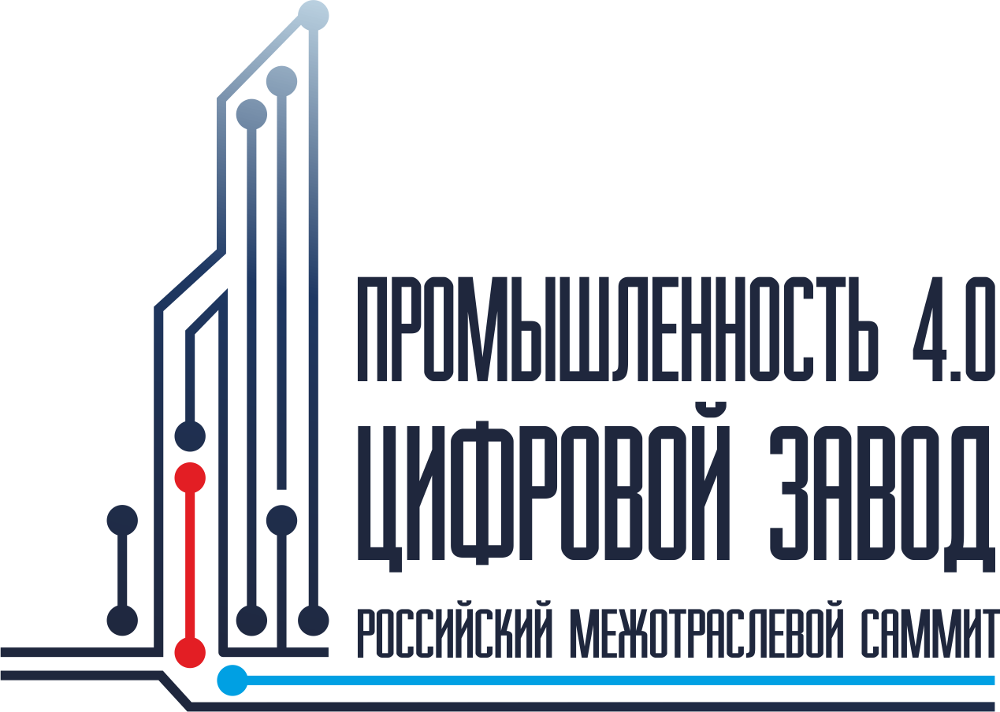 ПРОМЫШЛЕННОСТЬ 4.0
ЦИФРОВОЙ ЗАВОД
РОССИЙСКИЙ МЕЖОТРАСЛЕВОЙ САММИТ